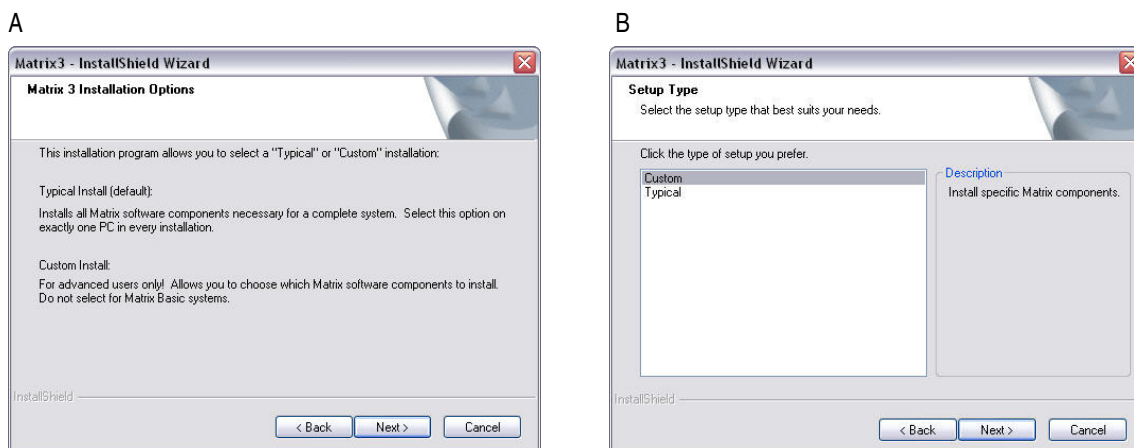 A
Matrix3 - InstallShield Wizard
Matrix 3 Installation Options
This installation program allows you to select a "Typical" or "Custom" installation:
Typical Install (default):
Installs all Matrix software components necessary for a complete system.  Select this option on
exactly one PC in every installation.
Custom Install:
For advanced users only!  Allows you to choose which Matrix software components to install.
Do not select for Matrix Basic systems.
InstallShield
< Back
Next >
Cancel
B
Matrix3 - InstallShield Wizard
Setup Type
Select the setup type that best suits your needs.
Click the type of setup you prefer.
Custom
Typical
Description
Install specific Matrix components.
InstallShield
< Back
Next >
Cancel